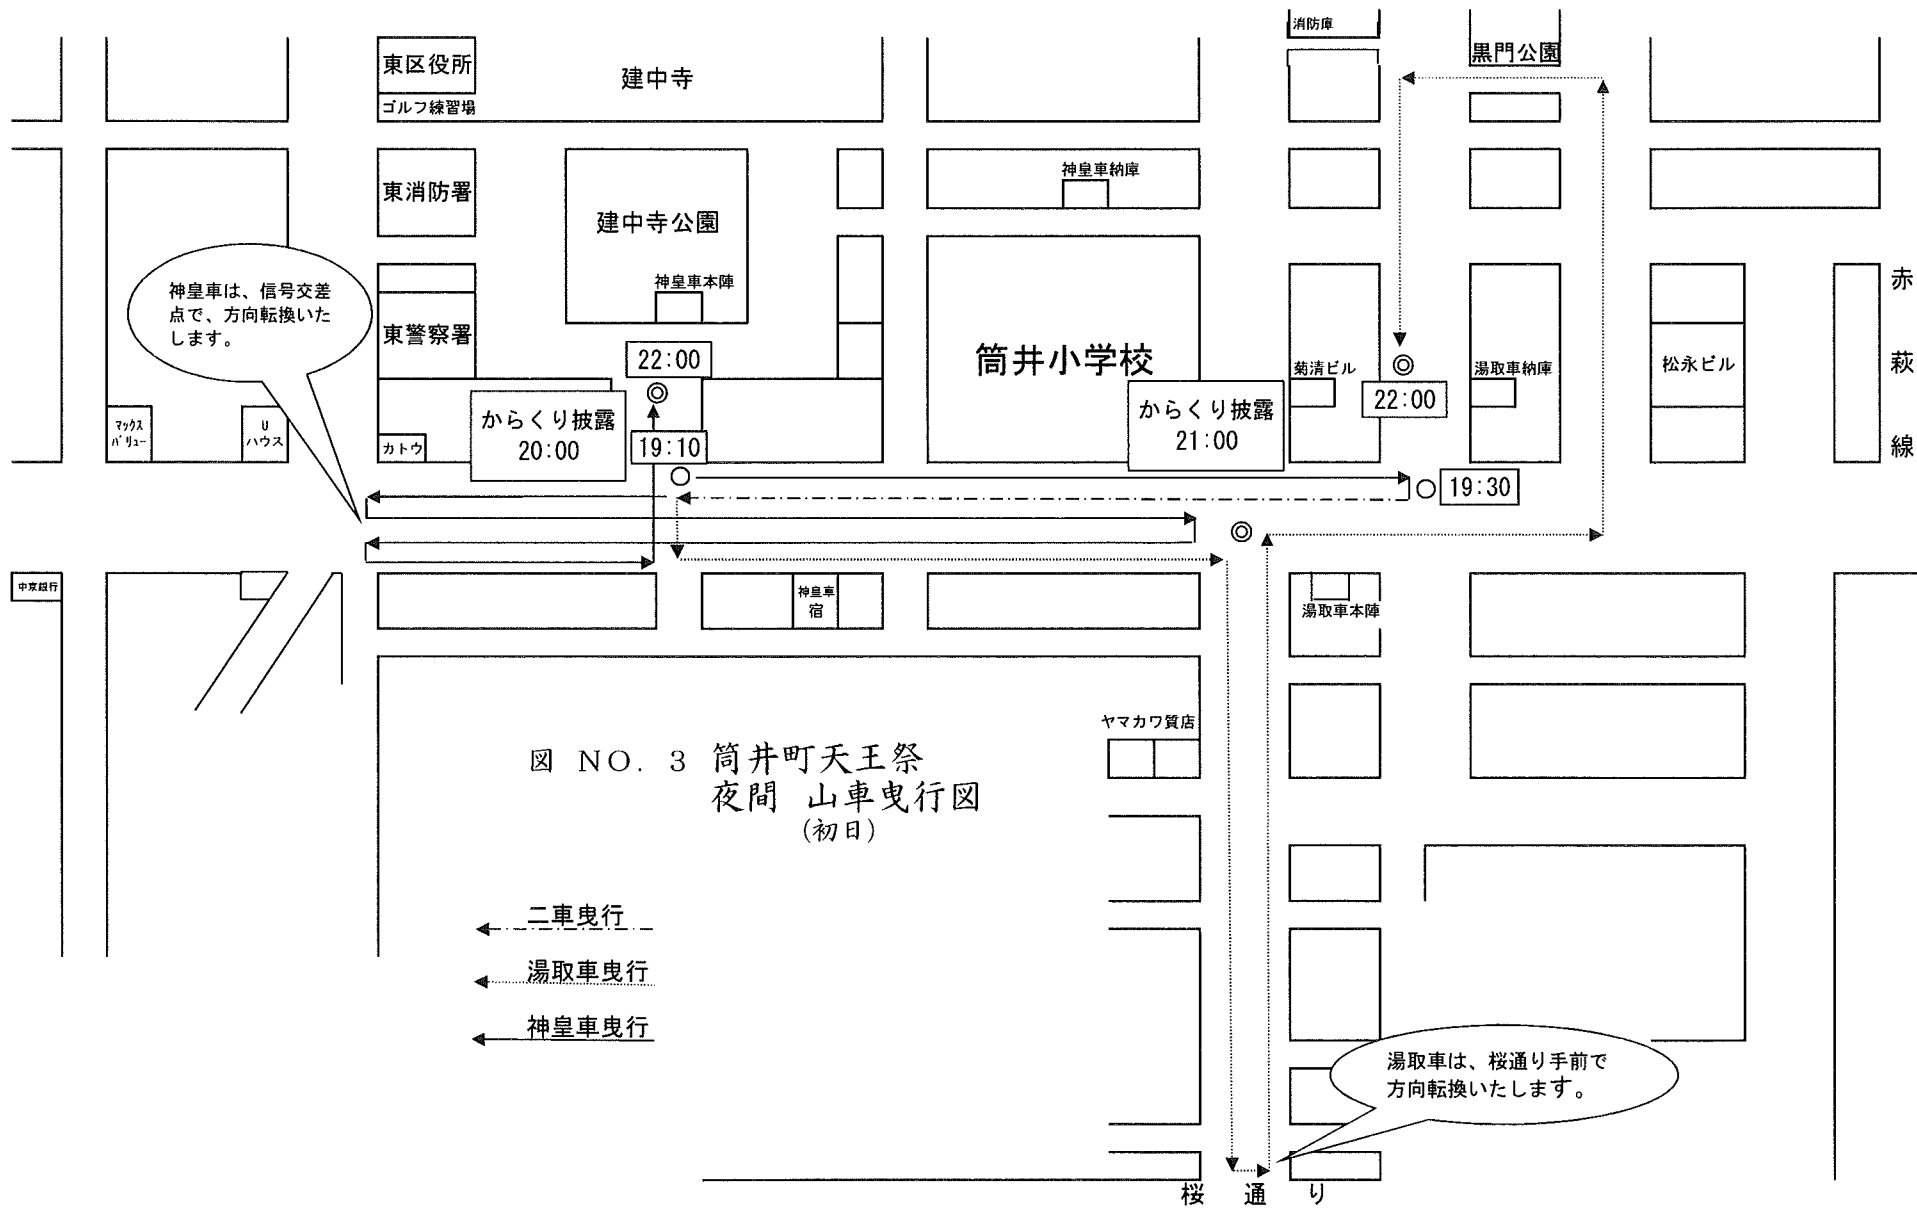 消防庫
黒門公園
東区役所
ゴルフ練習場
建中寺
東消防署
建中寺公園
神皇車本陣
神皇車納庫
赤萩線
神皇車は、信号交差
点で、方向転換いた
します。
東警察署
22:00
筒井小学校
菊清ビル
22:00
湯取車納庫
松永ビル
マックス
バリュー
U
ハウス
カトウ
からくり披露
20:00
19:10
からくり披露
21:00
19:30
中京銀行
神皇車
宿
湯取車本陣
ヤマカワ質店
図 NO. 3 筒井町天王祭
夜間 山車曳行図
(初日)
二車曳行
湯取車曳行
神皇車曳行
湯取車は、桜通り手前で
方向転換いたします。
桜通り